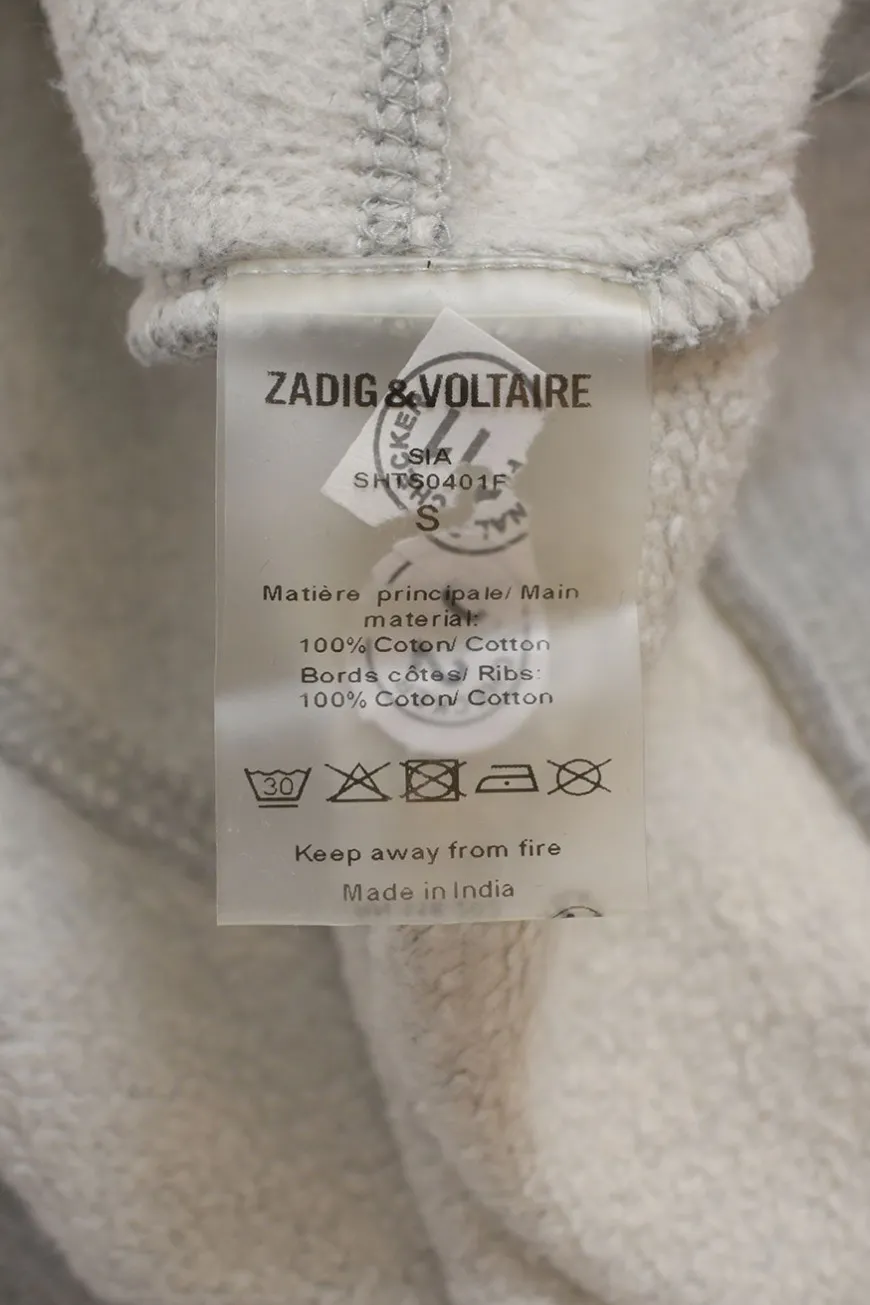 ZADIG & VOLTAIRE
SIA
SHTS0401F
S
Matière principale/ Main
material:
100% Coton/ Cotton
Bords côtes/ Ribs:
100% Coton/ Cotton
30
Keep away from fire
Made in India